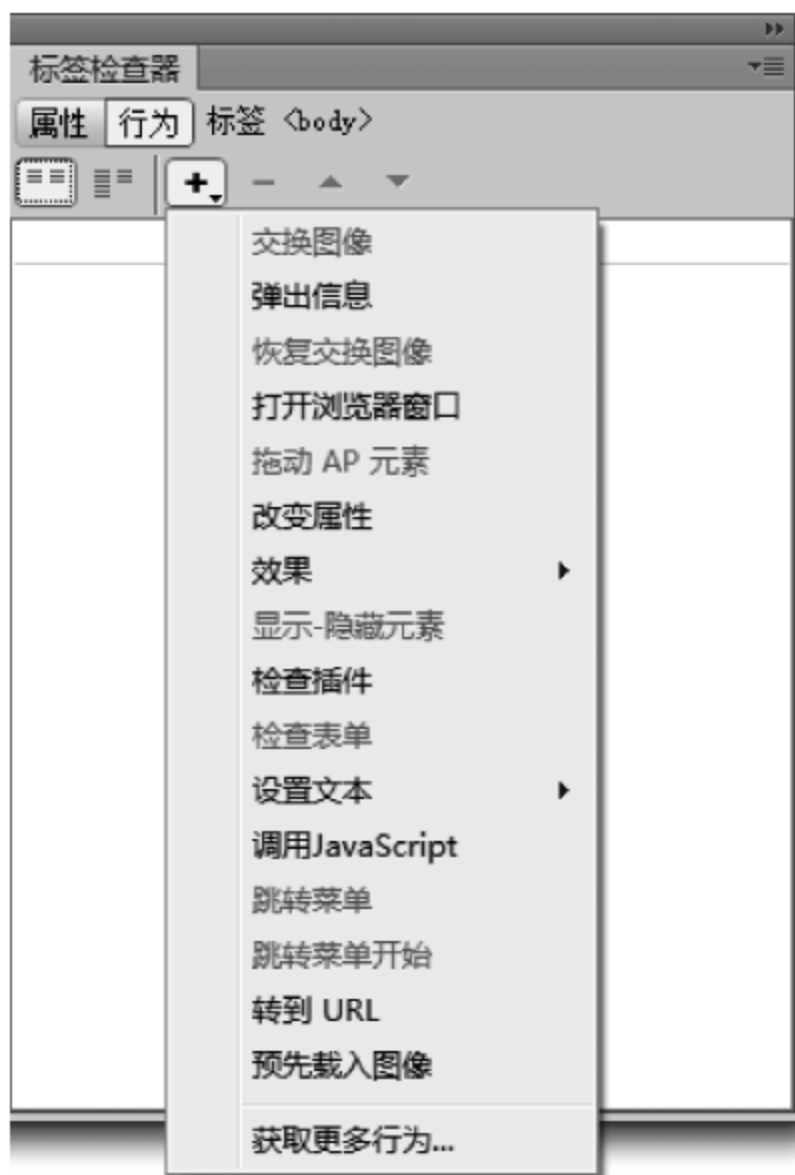 标签检查器
属性 行为 标签 <body>
交换图像
弹出信息
恢复交换图像
打开浏览器窗口
拖动 AP 元素
改变属性
效果
显示-隐藏元素
检查插件
检查表单
设置文本
调用JavaScript
跳转菜单
跳转菜单开始
转到 URL
预先载入图像
获取更多行为...